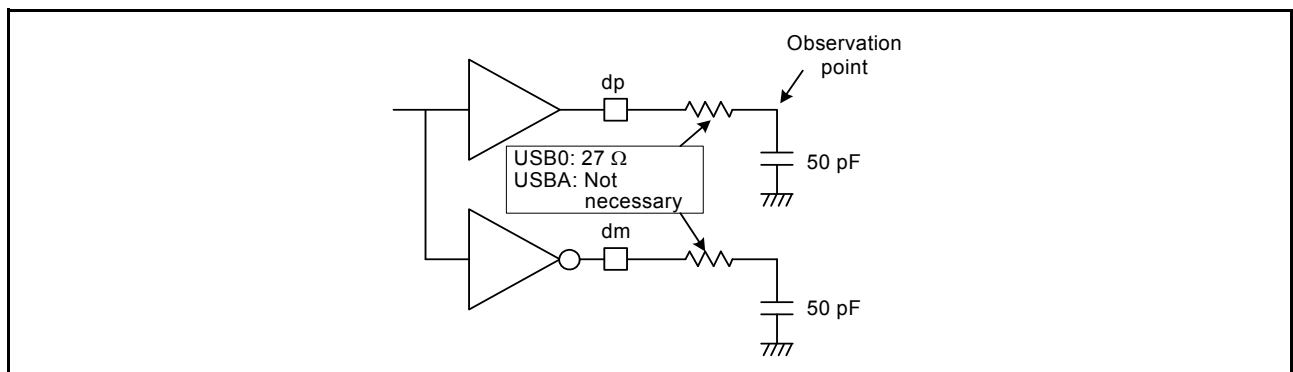 Observation
point
dp
USB0: 27 Ω
USBA: Not
necessary
50 pF
dm
50 pF